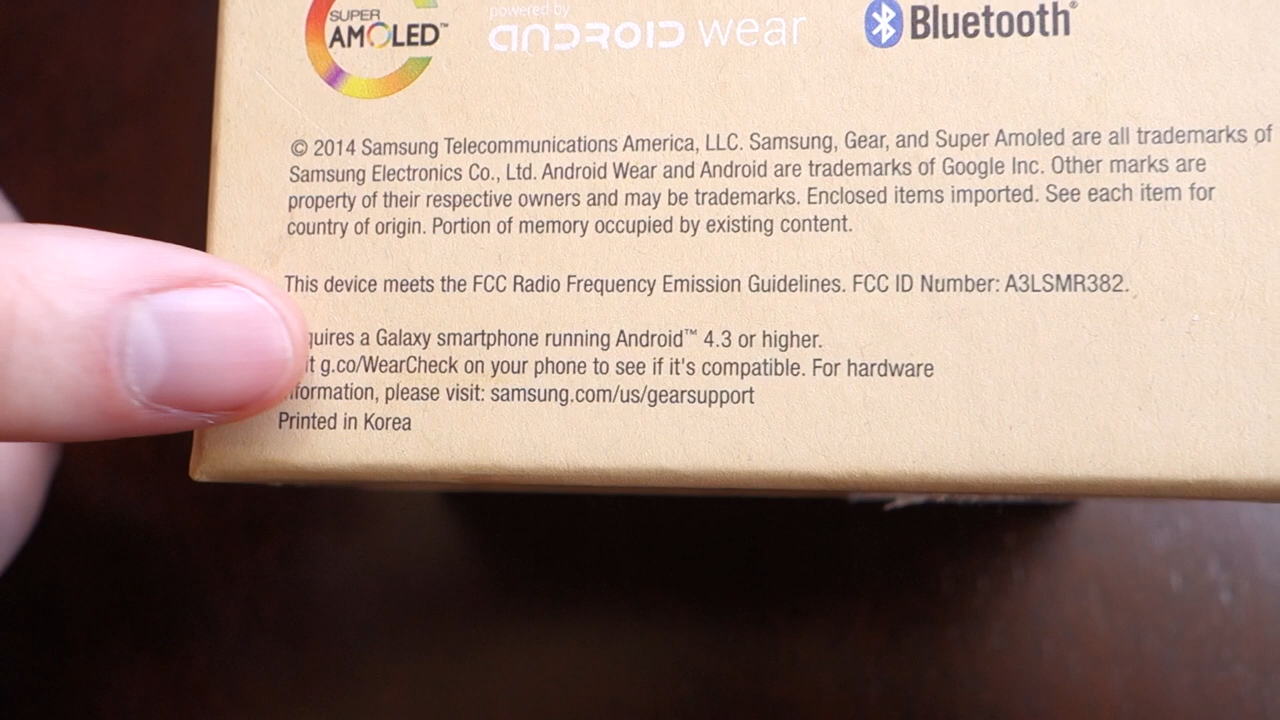 SUPER
AMOLED™
powered by
ANDROID wear
Bluetooth®
© 2014 Samsung Telecommunications America, LLC. Samsung, Gear, and Super Amoled are all trademarks of
Samsung Electronics Co., Ltd. Android Wear and Android are trademarks of Google Inc. Other marks are
property of their respective owners and may be trademarks. Enclosed items imported. See each item for
country of origin. Portion of memory occupied by existing content.
This device meets the FCC Radio Frequency Emission Guidelines. FCC ID Number: A3LSMR382.
quires a Galaxy smartphone running Android™ 4.3 or higher.
it g.co/WearCheck on your phone to see if it's compatible. For hardware
formation, please visit: samsung.com/us/gearsupport
Printed in Korea